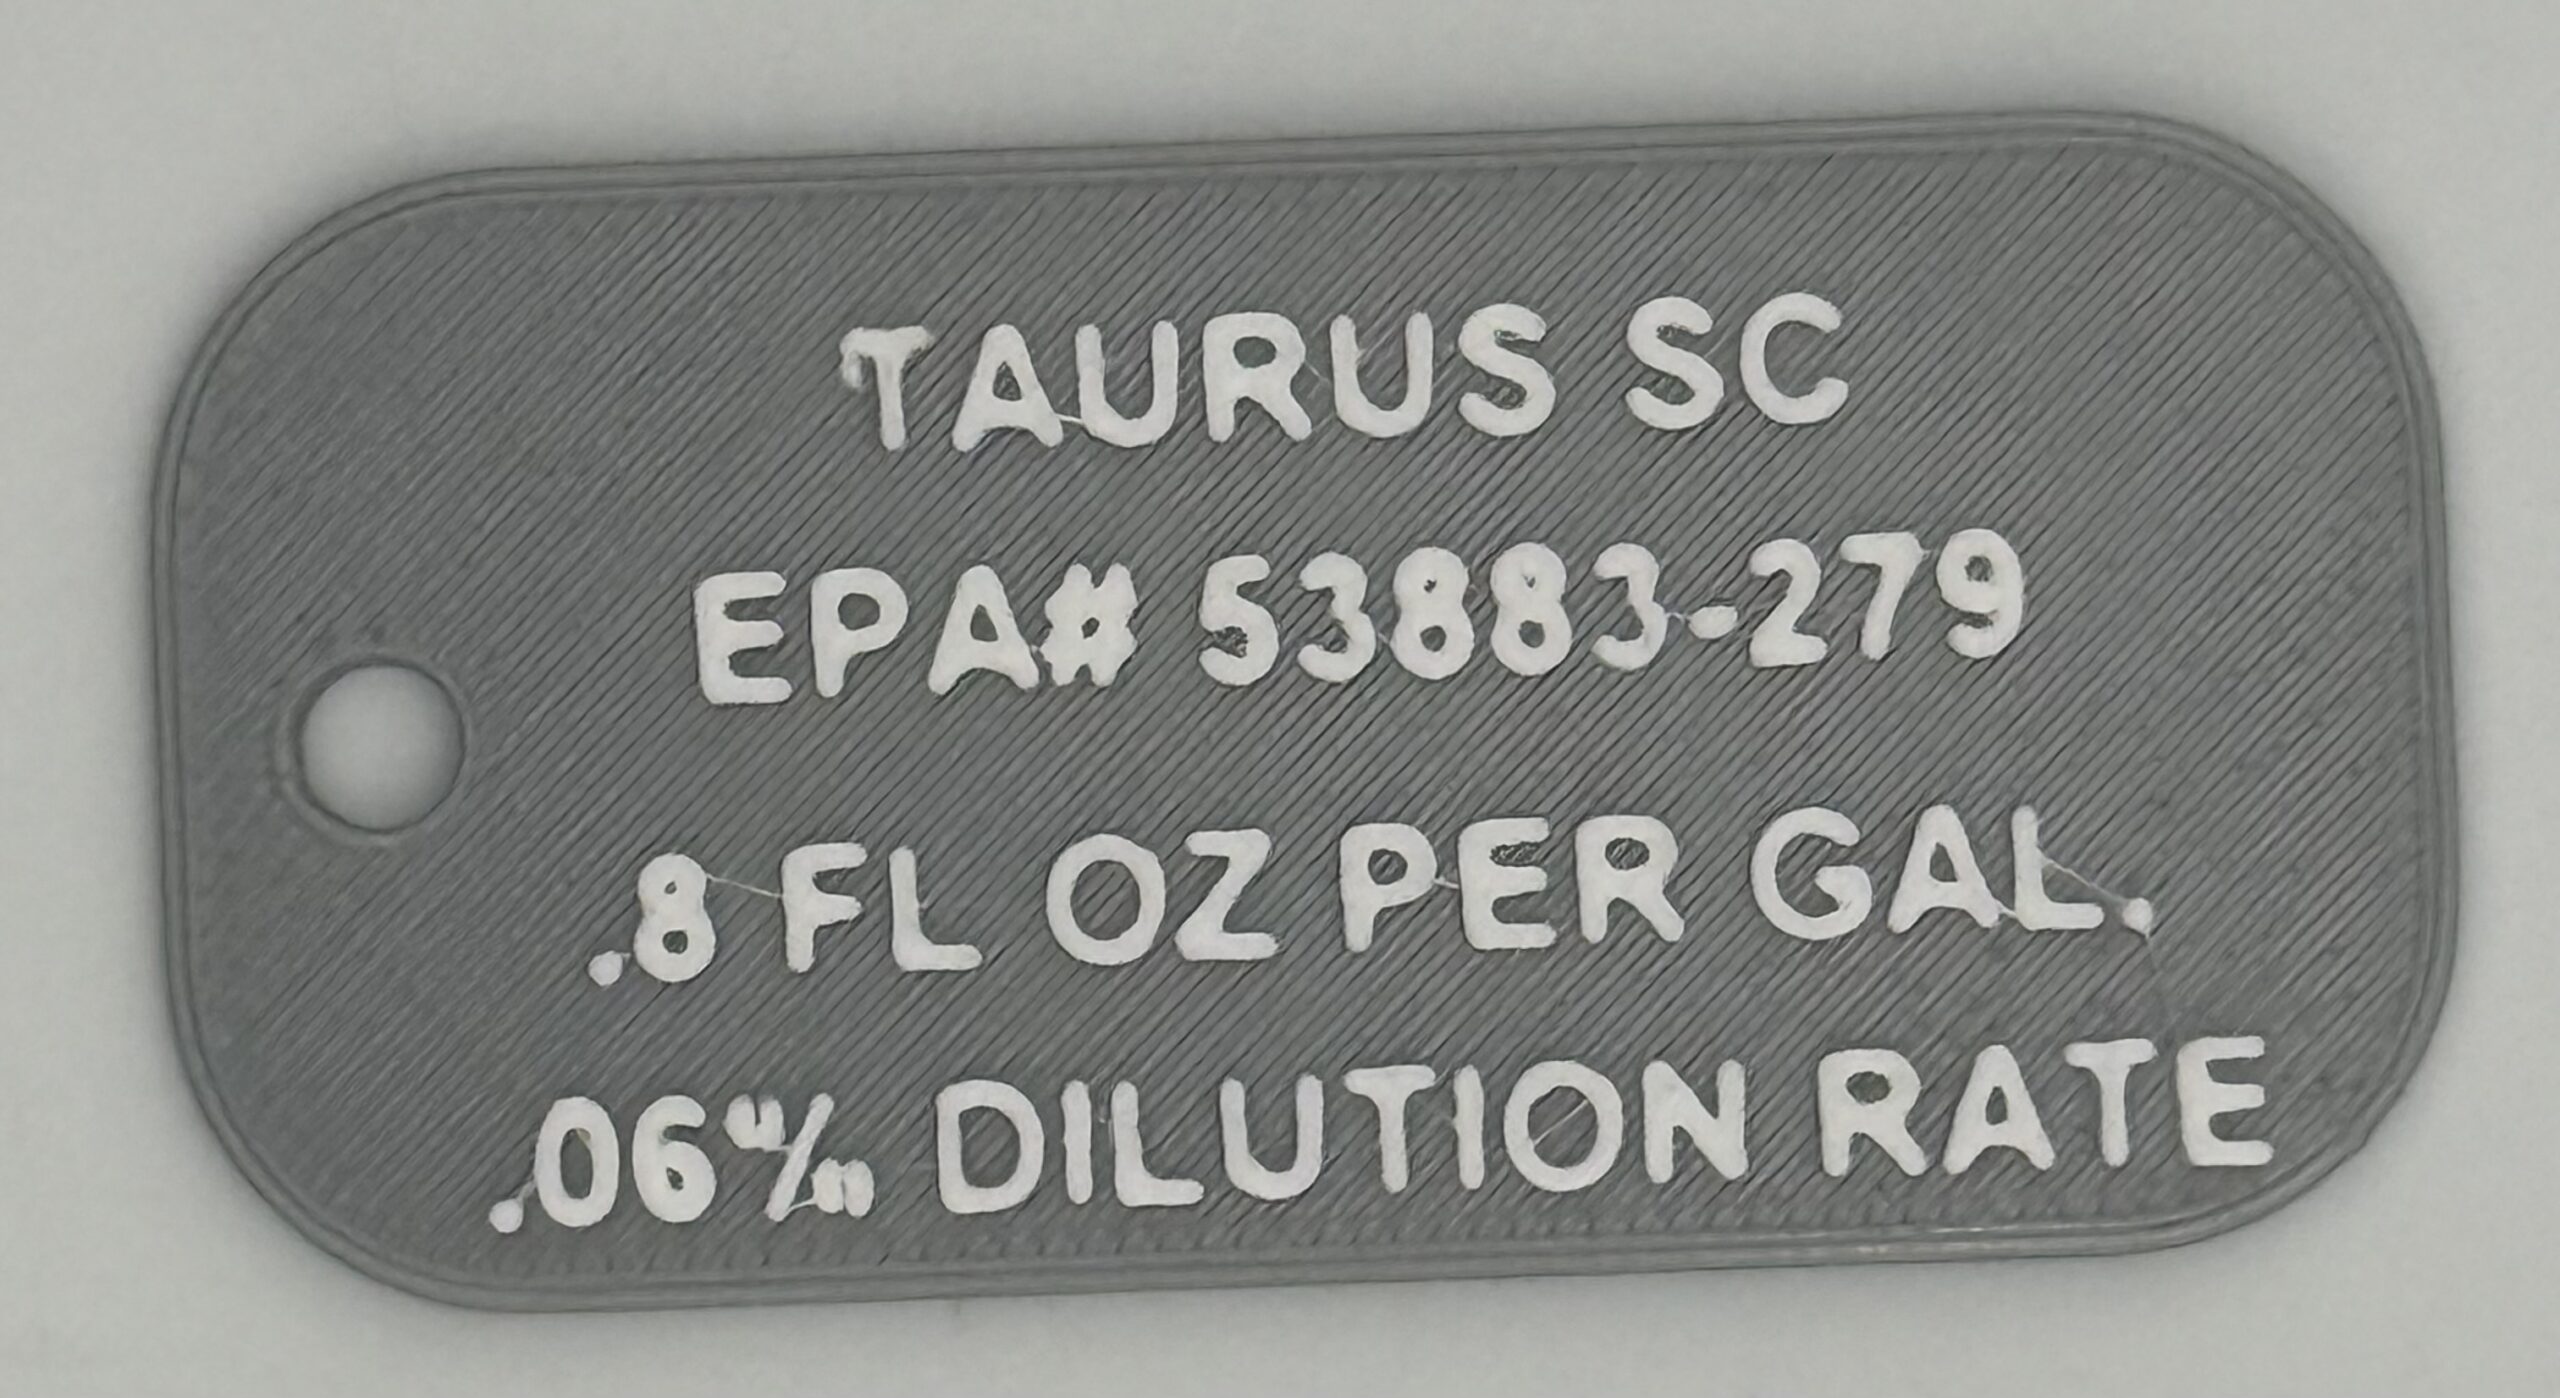 TAURUS SC
EPA# 53883-279
.8 FL OZ PER GAL.
.06% DILUTION RATE